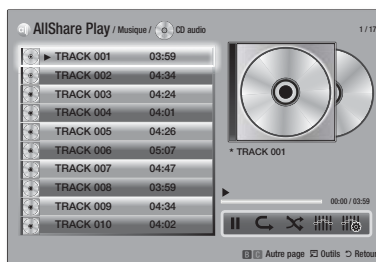 AllShare Play / Musique / CD audio 1 / 17
▶ TRACK 001 03:59
TRACK 002 04:34
TRACK 003 04:24
TRACK 004 04:01
TRACK 005 04:26
TRACK 006 05:07
TRACK 007 04:47
TRACK 008 03:59
TRACK 009 04:34
TRACK 010 04:02
* TRACK 001
00:00 / 03:59
B C Autre page Outils Retour